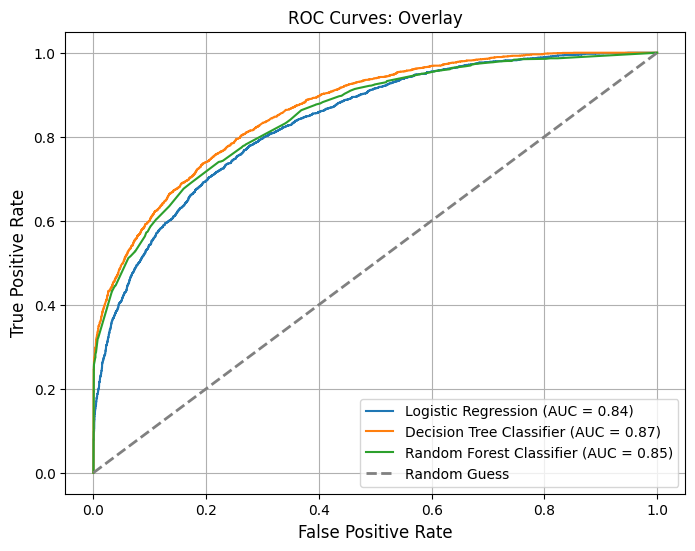 ROC Curves: Overlay
True Positive Rate
1.0
0.8
0.6
0.4
0.2
0.0
Logistic Regression (AUC = 0.84)
Decision Tree Classifier (AUC = 0.87)
Random Forest Classifier (AUC = 0.85)
Random Guess
0.0 0.2 0.4 0.6 0.8 1.0
False Positive Rate